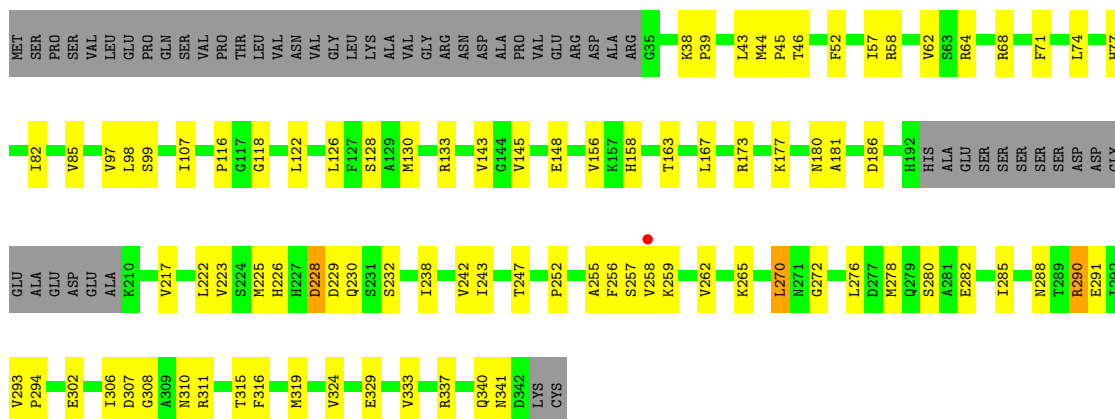 MET SER PRO SER VAL LEU GLU PRO GLN SER VAL PRO THR LEU VAL ASN VAL GLY LEU LYS ALA VAL GLY ARG ASN ASP ALA PRO VAL GLU ARG ASP ALA ARG G35 K38 P39 L43 M44 P45 T46 F52 I57 R58 V62 S63 R64 R68 F71 L74 H77
I82 V85 V97 L98 S99 I107 P116 G117 G118 L122 L126 F127 S128 A129 M130 R133 V143 G144 V145 E148 V156 K157 H158 T163 L167 R173 K177 N180 A181 D186 H192 HIS ALA GLU SER SER SER SER SER ASP ASP GLY
GLU ALA GLU ASP GLU ALA K210 V217 L222 V223 S224 M225 H226 H227 D228 D229 Q230 S231 S232 I238 V242 I243 T247 P252 A255 F256 S257 V258 K259 V262 K265 L270 N271 G272 L276 D277 M278 Q279 S280 A281 E282 I285 N288 T289 R290 E291 I292
V293 P294 E302 I306 D307 G308 A309 N310 R311 T315 F316 M319 V324 E329 V333 R337 Q340 N341 D342 LYS CYS